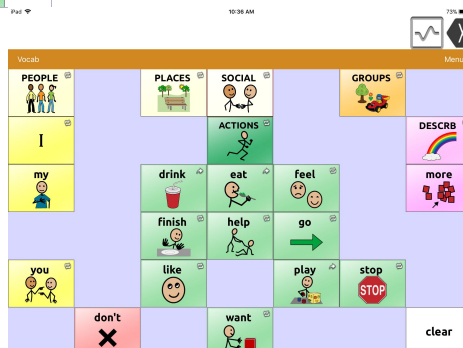 iPad 10:36 AM 73%
Vocab Menu
PEOPLE PLACES SOCIAL GROUPS
I ACTIONS DESCRB
my drink eat feel more
finish help go
you like play stop
STOP
don't want clear